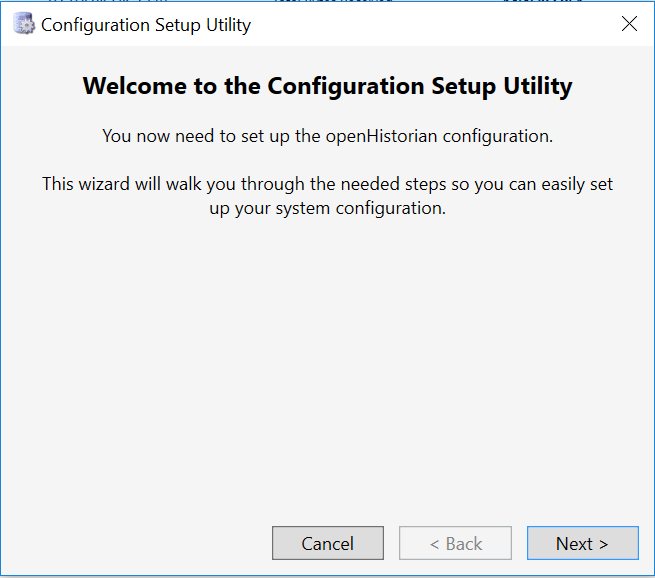 Configuration Setup Utility
Welcome to the Configuration Setup Utility
You now need to set up the openHistorian configuration.
This wizard will walk you through the needed steps so you can easily set
up your system configuration.
Cancel
< Back
Next >